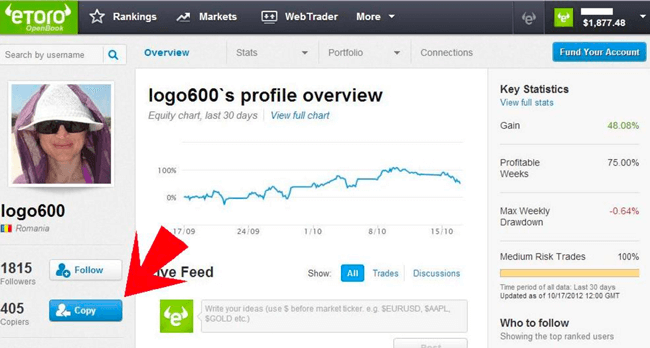 eToro
OpenBook
Rankings
Markets
WebTrader
More
$1,877.48
Search by username
Overview
Stats
Portfolio
Connections
Fund Your Account
logo600`s profile overview
Equity chart, last 30 days | View full chart
100%
0%
17/09 24/09 1/10 8/10 15/10
logo600
Romania
1815
Followers
Follow
405
Copiers
Copy
ve Feed
Show: All Trades Discussions
Write your ideas (use $ before market ticker. e.g. $EURUSD, $AAPL,
$GOLD etc.)
Post
Key Statistics
View full stats
Gain 48.08%
Profitable
Weeks
75.00%
Max Weekly
Drawdown
-0.64%
Medium Risk Trades 100%
Time period of all data: Last 30 days
Updated as of 10/17/2012 12:00 GMT
Who to follow
Showing the top ranked users